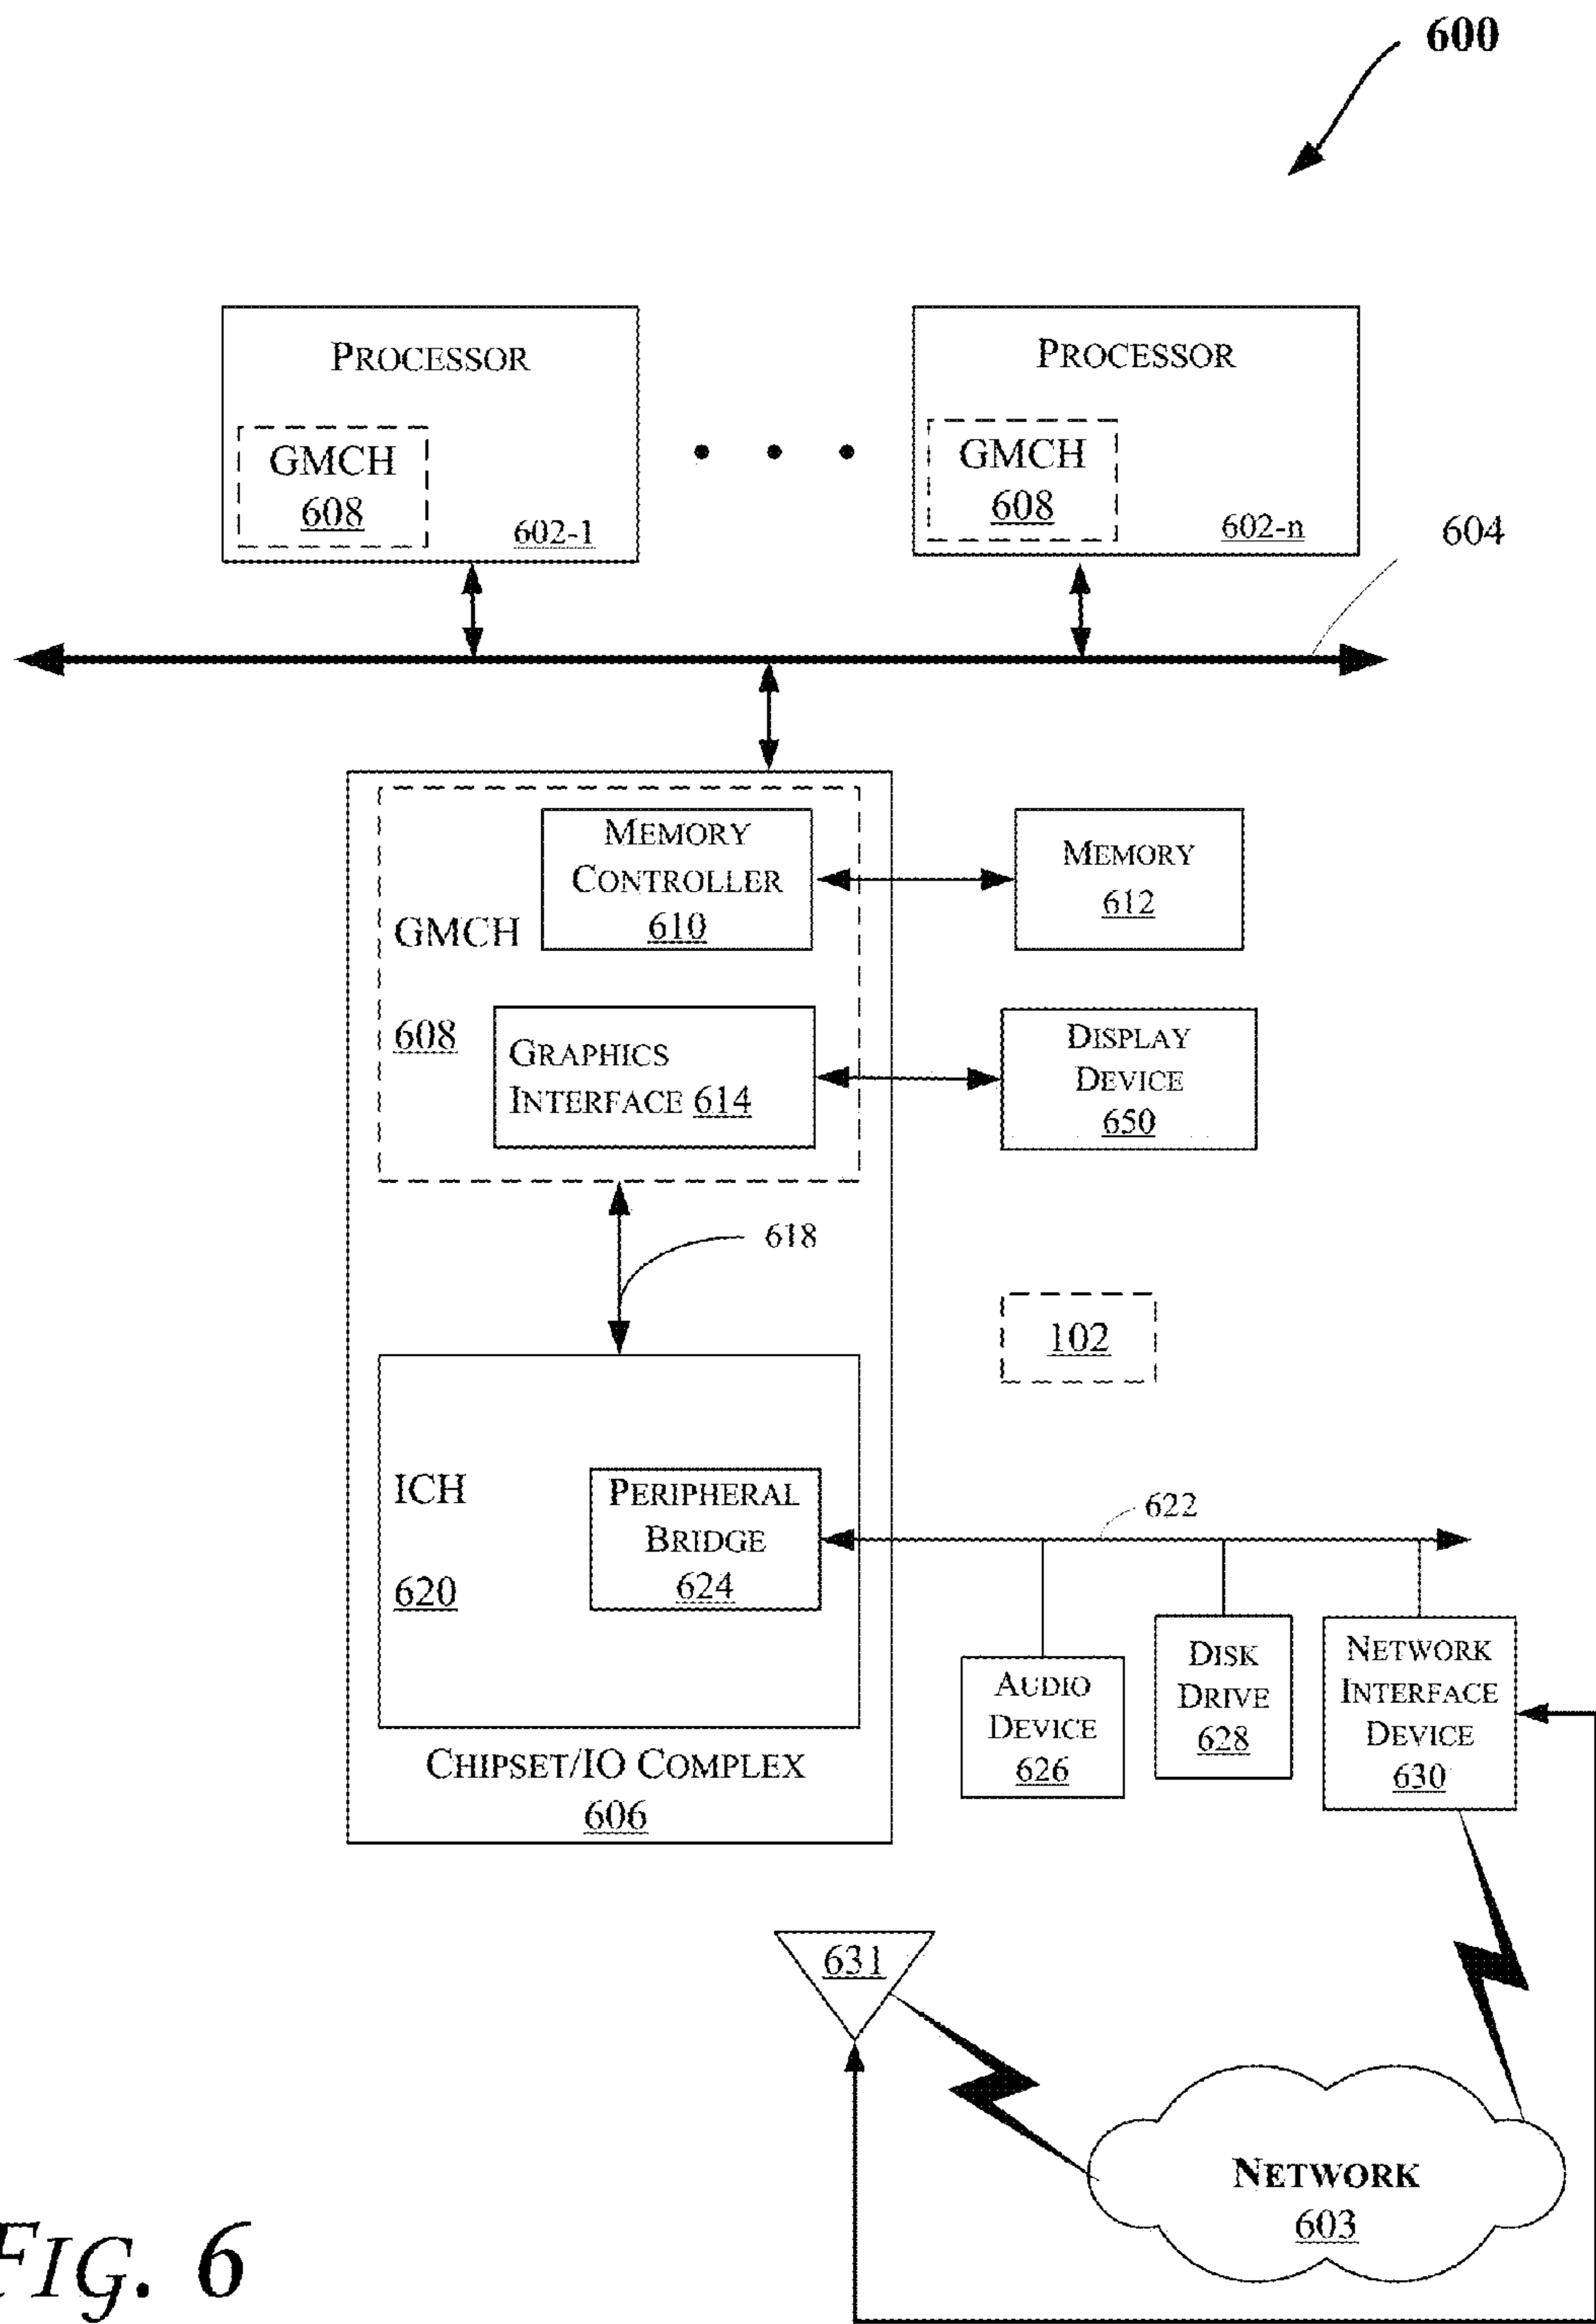 600
PROCESSOR
GMCH
608
602-1
PROCESSOR
GMCH
608
602-n
604
MEMORY
CONTROLLER
610
GMCH
608
GRAPHICS
INTERFACE 614
MEMORY
612
DISPLAY
DEVICE
650
618
102
ICH
620
PERIPHERAL
BRIDGE
624
622
AUDIO
DEVICE
626
DISK
DRIVE
628
NETWORK
INTERFACE
DEVICE
630
CHIPSET/IO COMPLEX
606
631
NETWORK
603
FIG. 6